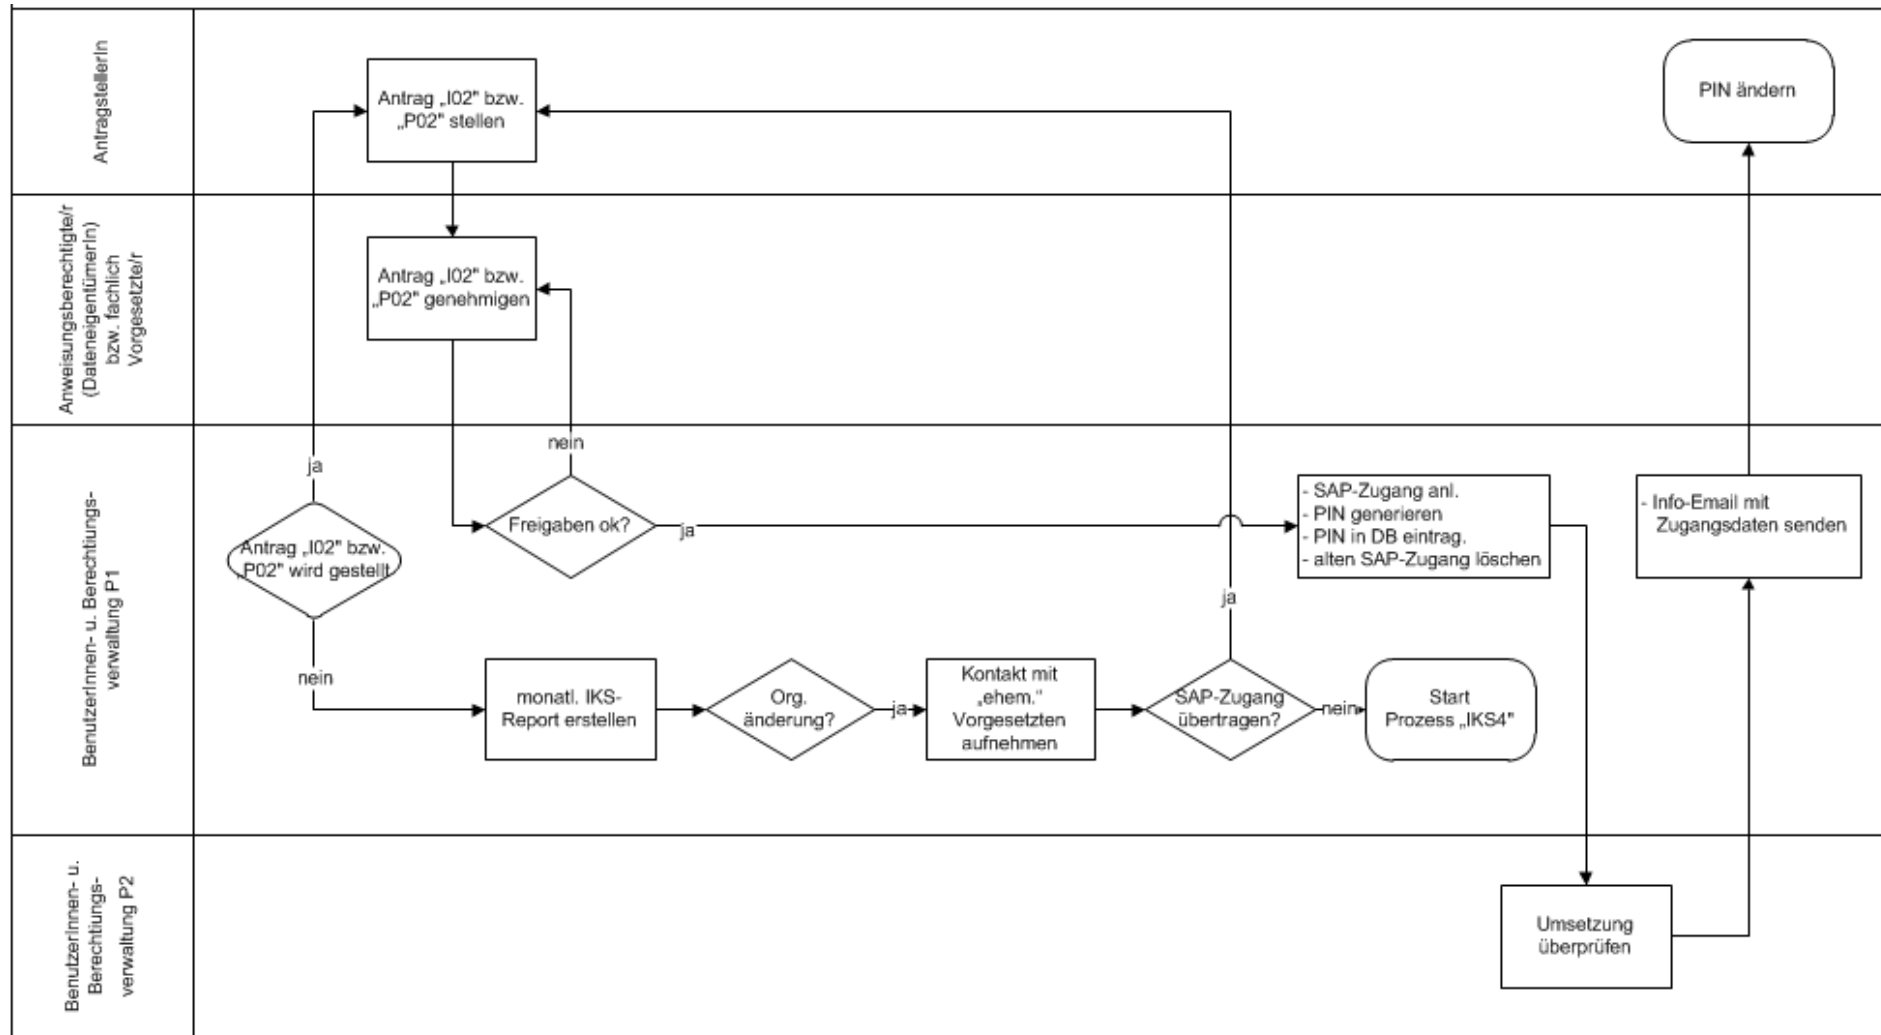 AntragstellerIn
Antrag „I02" bzw.
„P02" stellen
PIN ändern
Anweisungsberechtigte/r
(DateneigentümerIn)
bzw. fachlich
Vorgesetzte/r
Antrag „I02" bzw.
„P02" genehmigen
BenutzerInnen- u. Berechtiungs-
verwaltung P1
ja
Antrag „I02" bzw.
„P02" wird gestellt
nein
nein
Freigaben ok?
ja
- SAP-Zugang anl.
- PIN generieren
- PIN in DB eintrag.
- alten SAP-Zugang löschen
- Info-Email mit
Zugangsdaten senden
monatl. IKS-
Report erstellen
Org.
änderung?
ja
Kontakt mit
„ehem."
Vorgesetzten
aufnehmen
ja
SAP-Zugang
übertragen?
nein
Start
Prozess „IKS4"
BenutzerInnen- u.
Berechtiungs-
verwaltung P2
Umsetzung
überprüfen